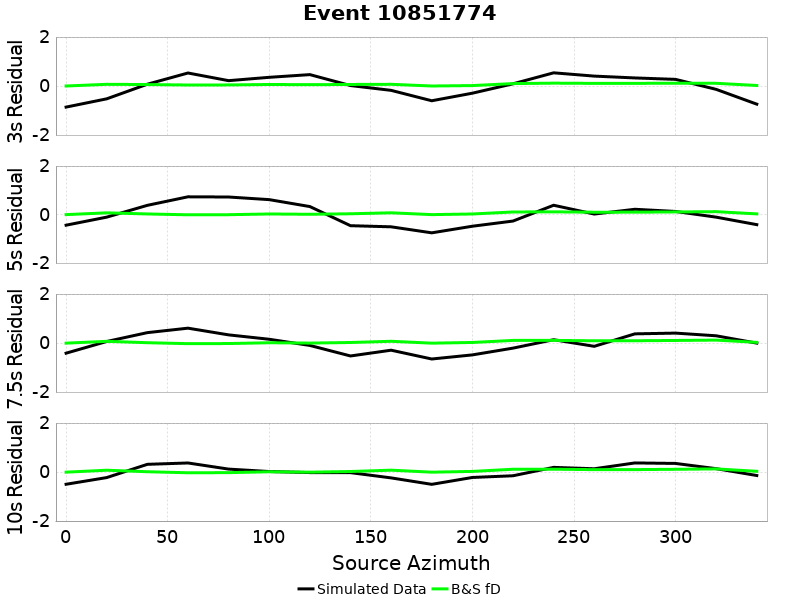 Event 10851774
3s Residual
2
0
-2
5s Residual
2
0
-2
7.5s Residual
2
0
-2
10s Residual
2
0
-2
0 50 100 150 200 250 300
Source Azimuth
Simulated Data B&S fD